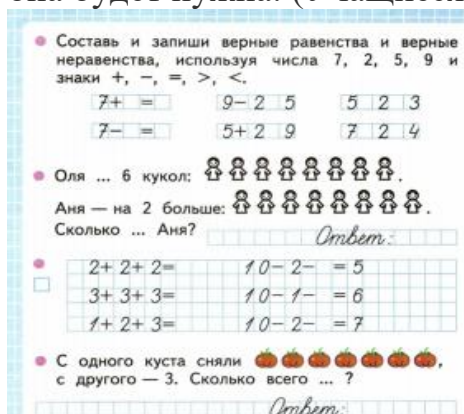 Составь и запиши верные равенства и верные
неравенства, используя числа 7, 2, 5, 9 и
знаки +, −, =, >, <.
7+ = 9− 2 5 5 2 3
7− = 5+ 2 9 7 2 4
Оля ... 6 кукол: .
Аня — на 2 больше: .
Сколько ... Аня? Ответ:
2+ 2+ 2= 10− 2− = 5
3+ 3+ 3= 10− 1− = 6
1+ 2+ 3= 10− 2− = 7
С одного куста сняли ,
с другого — 3. Сколько всего ... ?
Ответ: